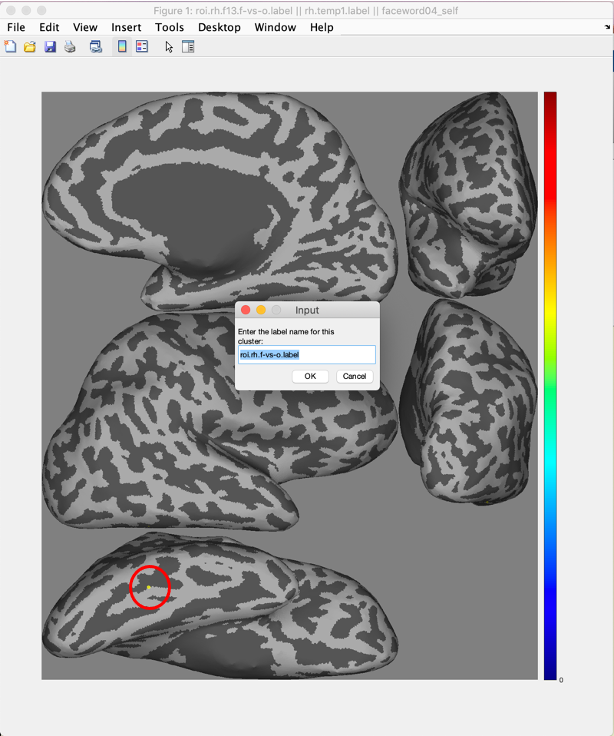 Figure 1: roi.rh.f13.f-vs-o.label || rh.temp1.label || faceword04_self
File Edit View Insert Tools Desktop Window Help
Input
Enter the label name for this
cluster:
roi.rh.f-vs-o.label
OK Cancel
0